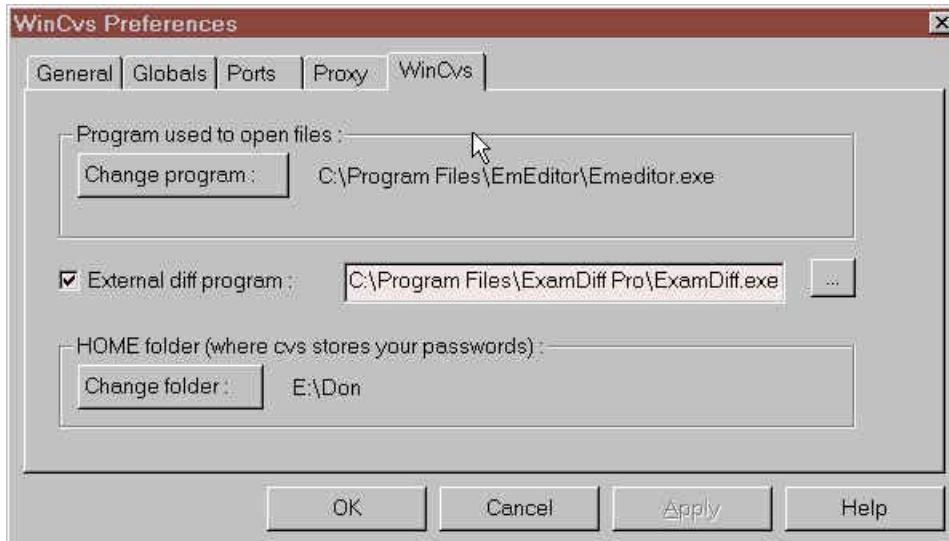 WinCvs Preferences
General Globals Ports Proxy WinCvs
Program used to open files :
Change program : C:\Program Files\EmEditor\Emeditor.exe
External diff program : C:\Program Files\ExamDiff Pro\ExamDiff.exe ...
HOME folder (where cvs stores your passwords) :
Change folder : E:\Don
OK Cancel Apply Help